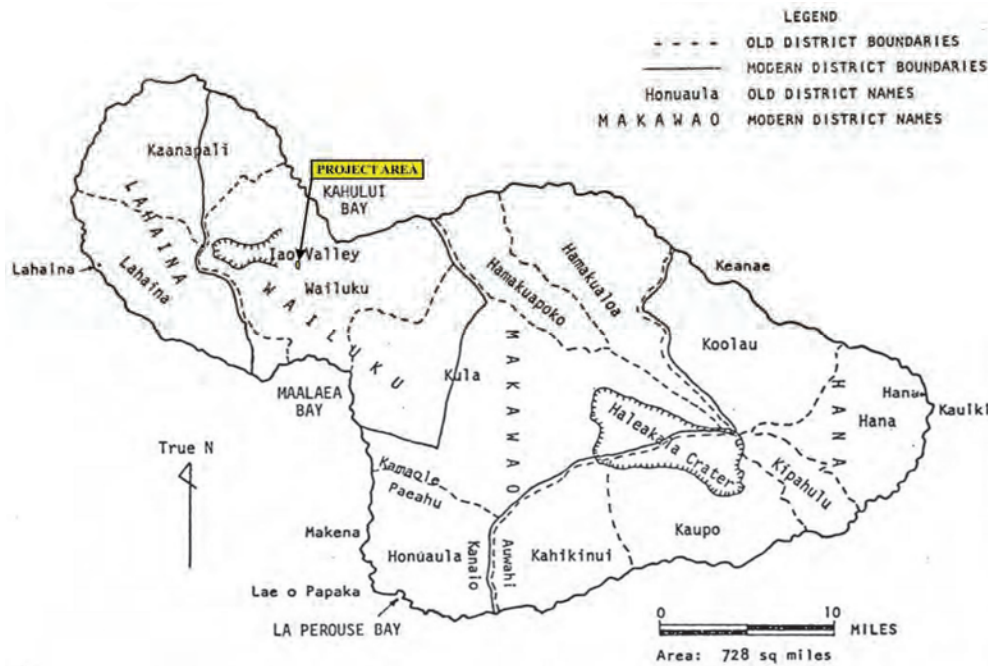 LEGEND
OLD DISTRICT BOUNDARIES
MODERN DISTRICT BOUNDARIES
Honuaula OLD DISTRICT NAMES
MAKAWAO MODERN DISTRICT NAMES
Kaanapali
PROJECT AREA
KAHULUI
BAY
LAHAINA
Lahaina
Lahaina
Iao Valley
Wailuku
WAILUKU
Hamakuapoko
Hamakualoa
Keanae
Koolau
MAALAEA
BAY
Kula
MAKAWAO
HANA
Hana
Hana
Kauiki
Haleakala Crater
True N
Kamaole
Paeahu
Kipahulu
Makena
Honuaula
Kanaio
Auwahi
Kahikinui
Kaupo
Lae o Papaka
LA PEROUSE BAY
0 10
MILES
Area: 728 sq miles